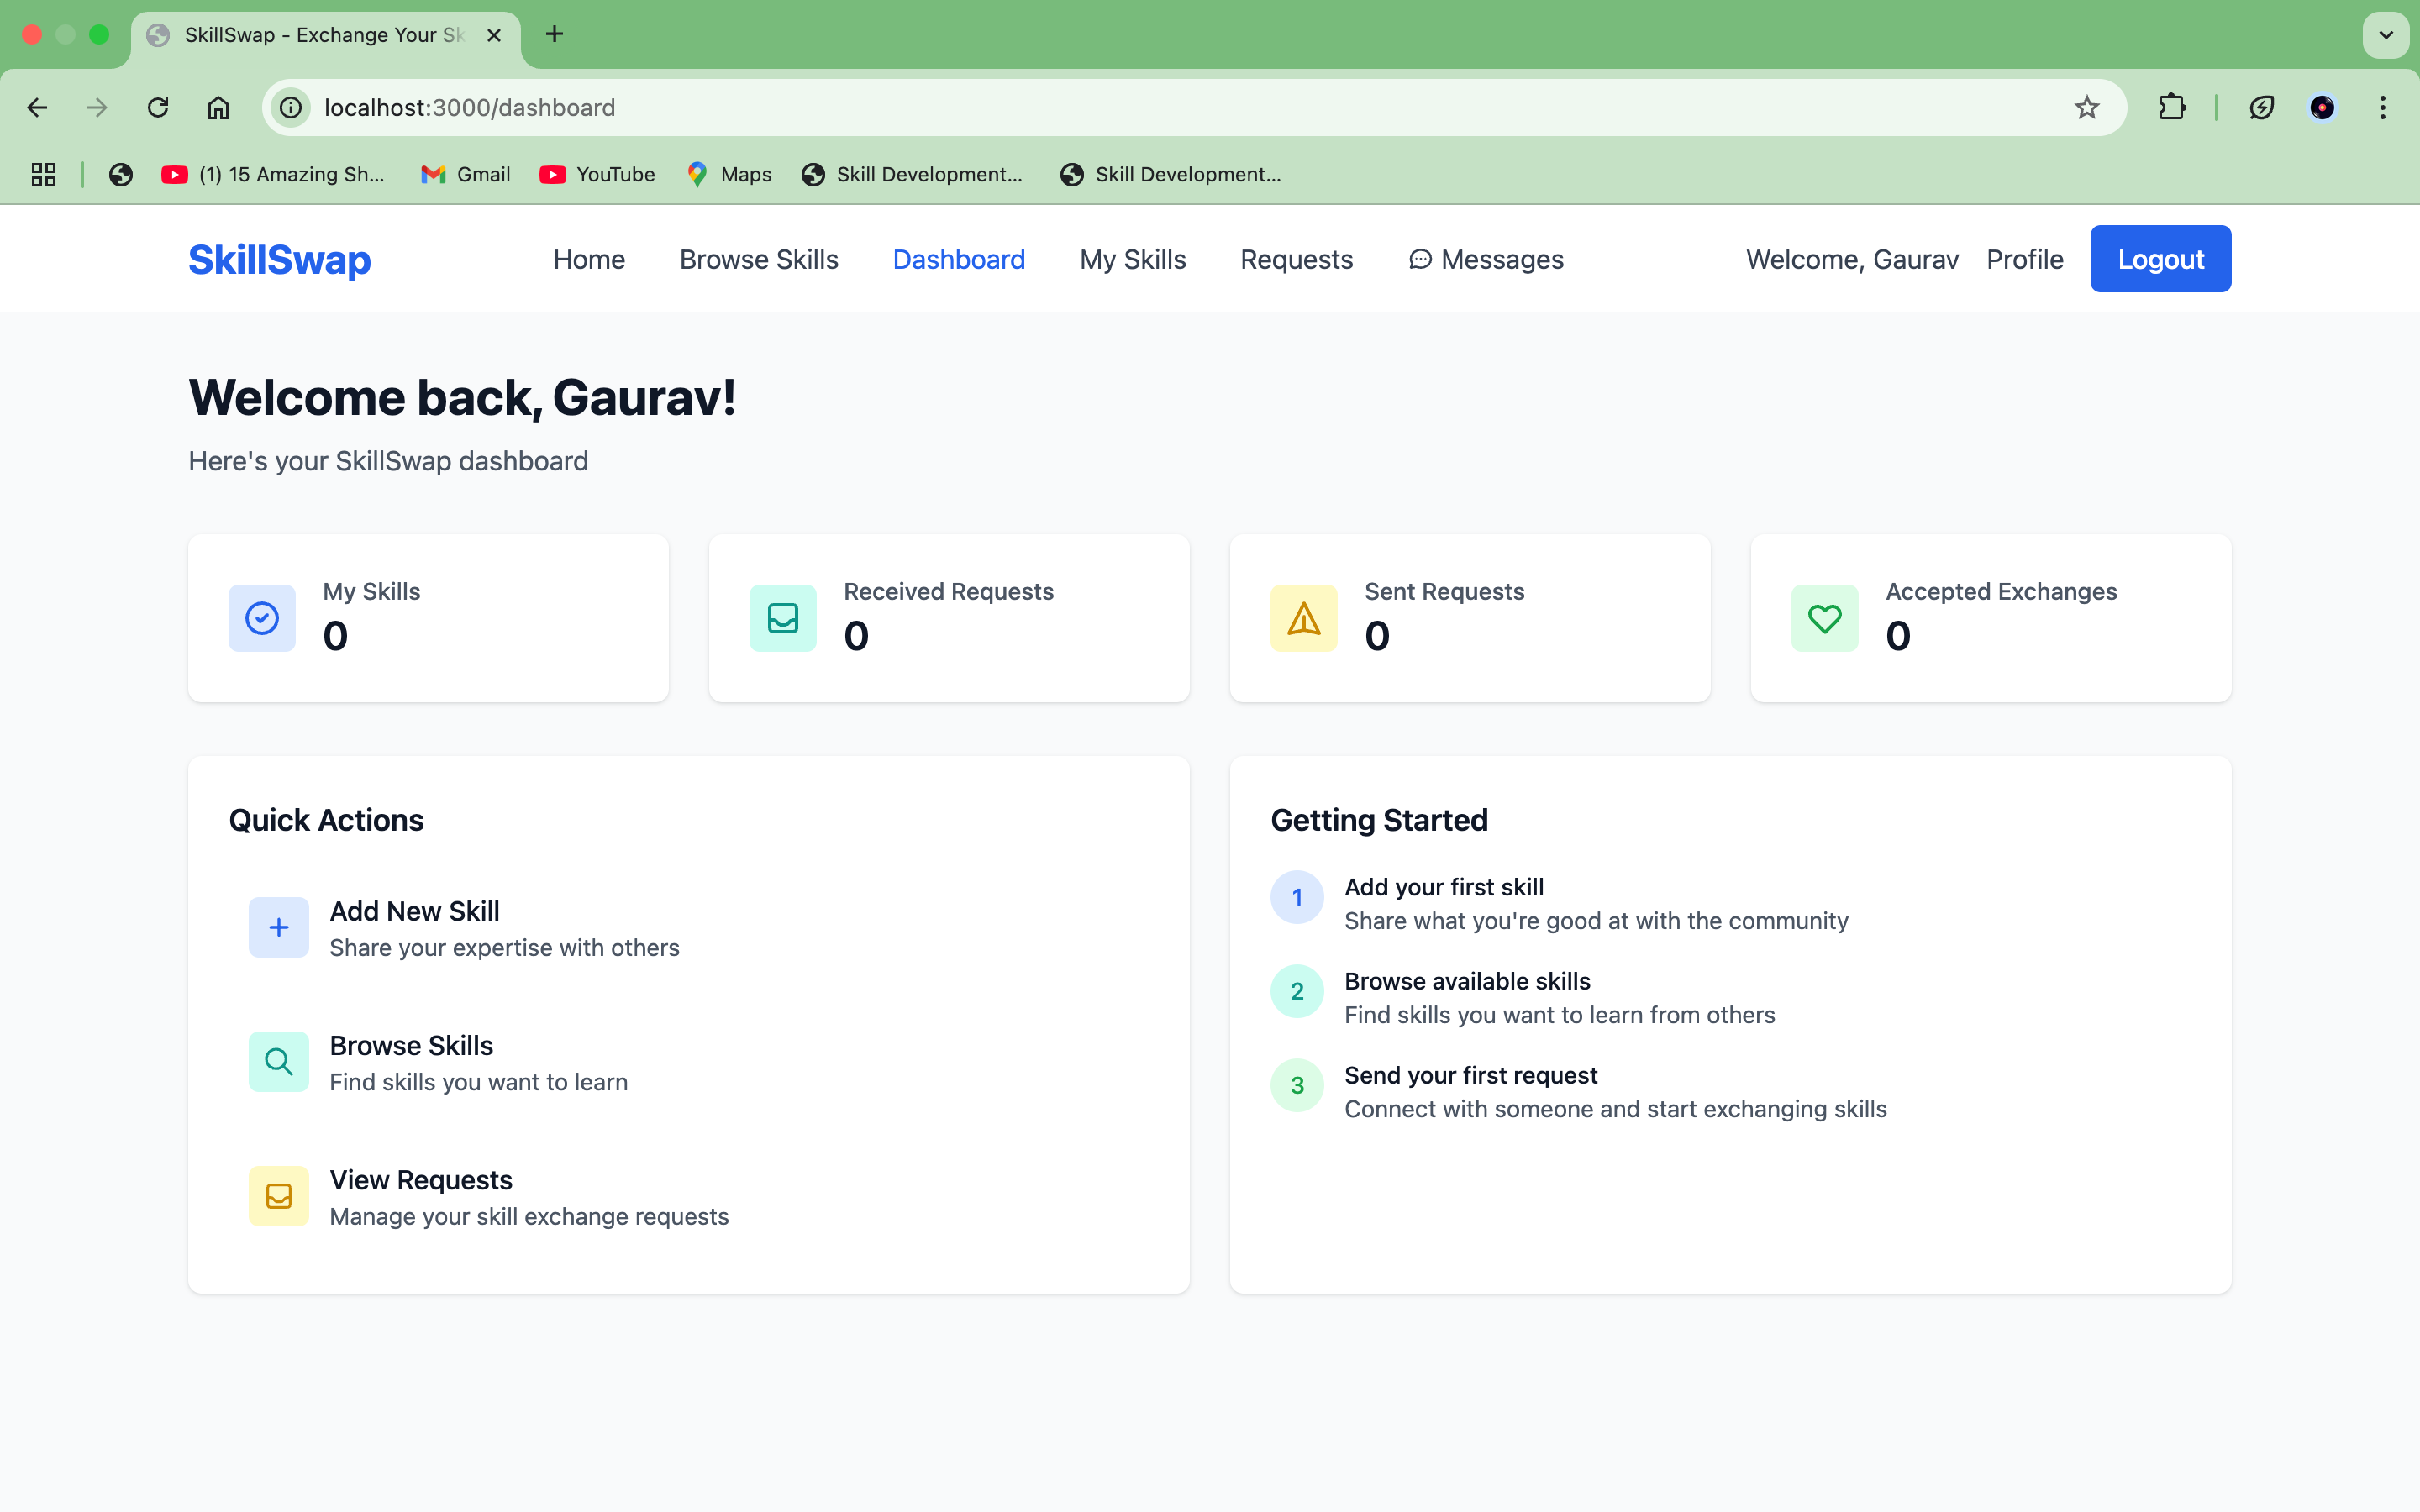 SkillSwap - Exchange Your Sk
localhost:3000/dashboard
(1) 15 Amazing Sh...
Gmail
YouTube
Maps
Skill Development...
Skill Development...
SkillSwap
Home
Browse Skills
Dashboard
My Skills
Requests
Messages
Welcome, Gaurav
Profile
Logout
Welcome back, Gaurav!
Here's your SkillSwap dashboard
My Skills
0
Received Requests
0
Sent Requests
0
Accepted Exchanges
0
Quick Actions
Add New Skill
Share your expertise with others
Browse Skills
Find skills you want to learn
View Requests
Manage your skill exchange requests
Getting Started
1
Add your first skill
Share what you're good at with the community
2
Browse available skills
Find skills you want to learn from others
3
Send your first request
Connect with someone and start exchanging skills